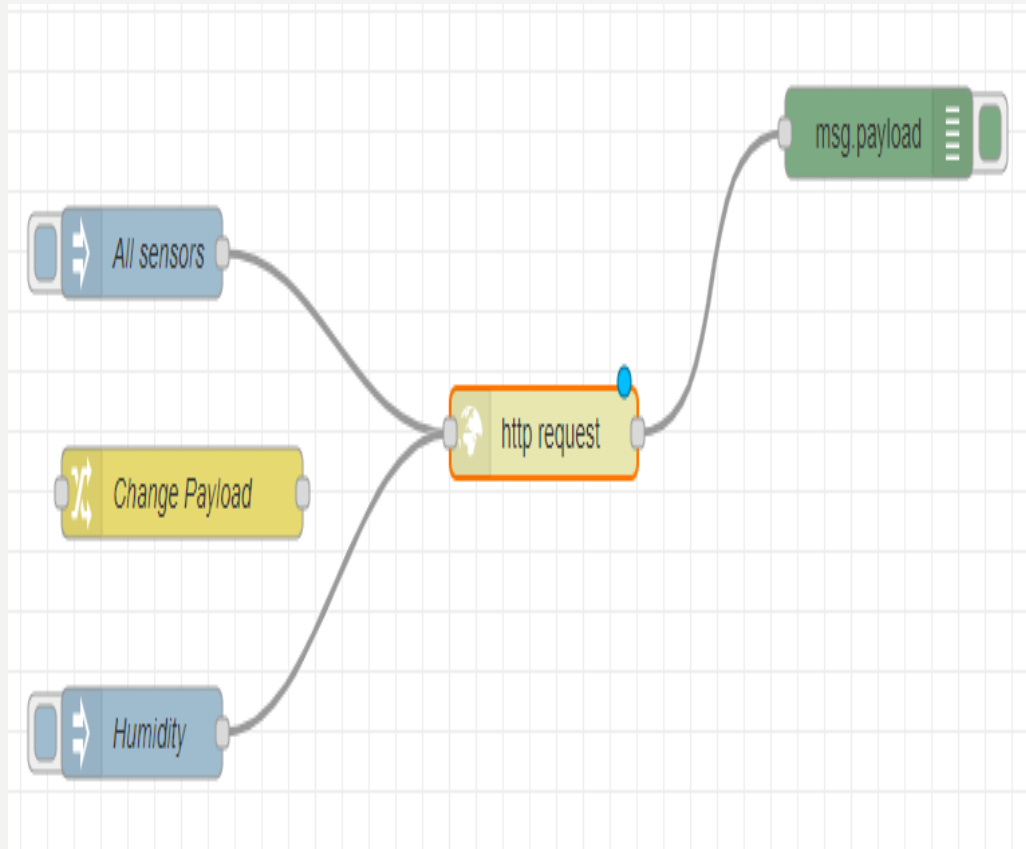 msg.payload
All sensors
http request
Change Payload
Humidity